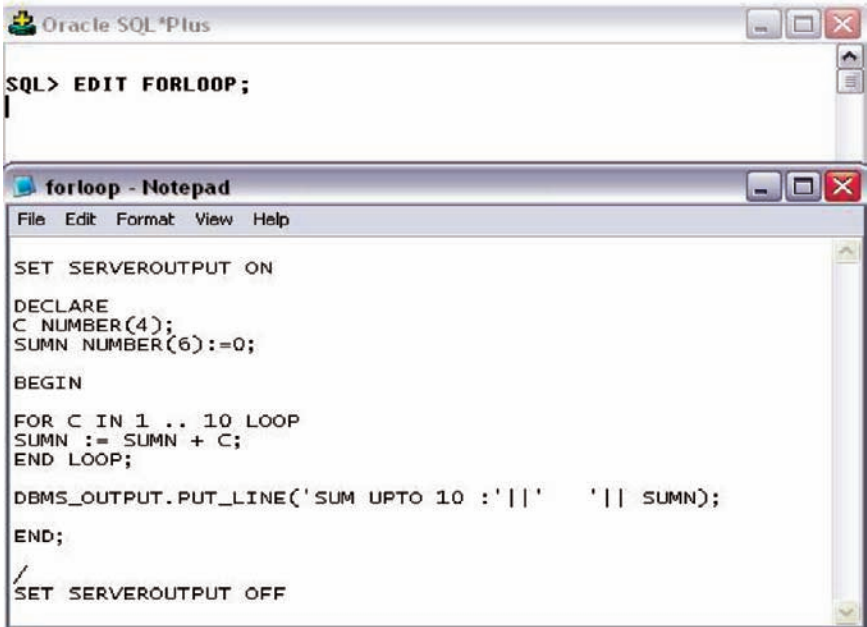 Oracle SQL*Plus
SQL> EDIT FORLOOP;
forloop - Notepad
File Edit Format View Help
SET SERVEROUTPUT ON
DECLARE
C NUMBER(4);
SUMN NUMBER(6):=0;
BEGIN
FOR C IN 1 .. 10 LOOP
SUMN := SUMN + C;
END LOOP;
DBMS_OUTPUT.PUT_LINE('SUM UPTO 10 :'||'   '|| SUMN);
END;
/
SET SERVEROUTPUT OFF